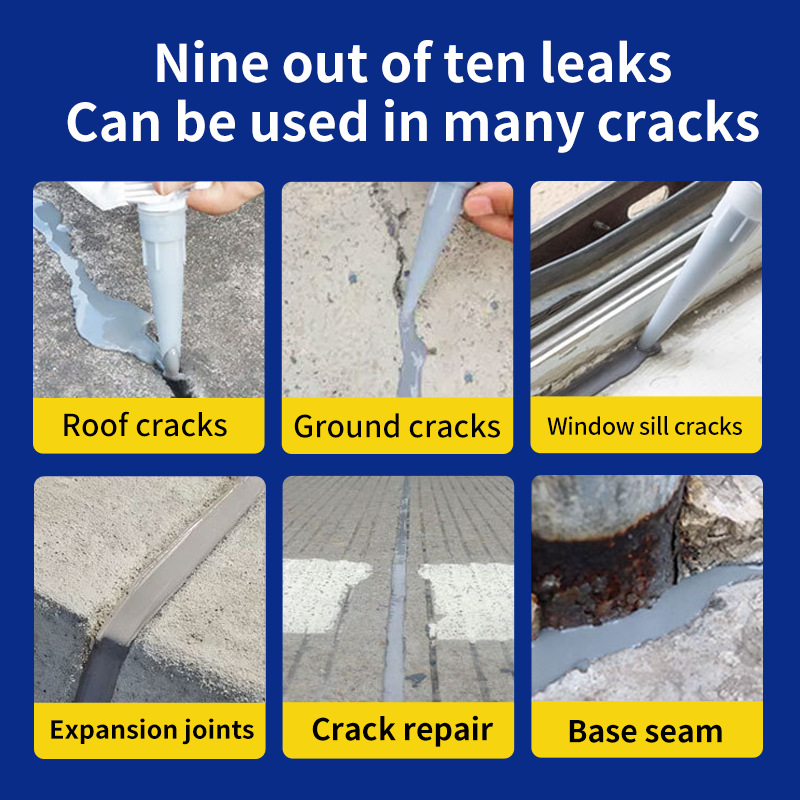 Nine out of ten leaks
Can be used in many cracks
Roof cracks
Ground cracks
Window sill cracks
Expansion joints
Crack repair
Base seam